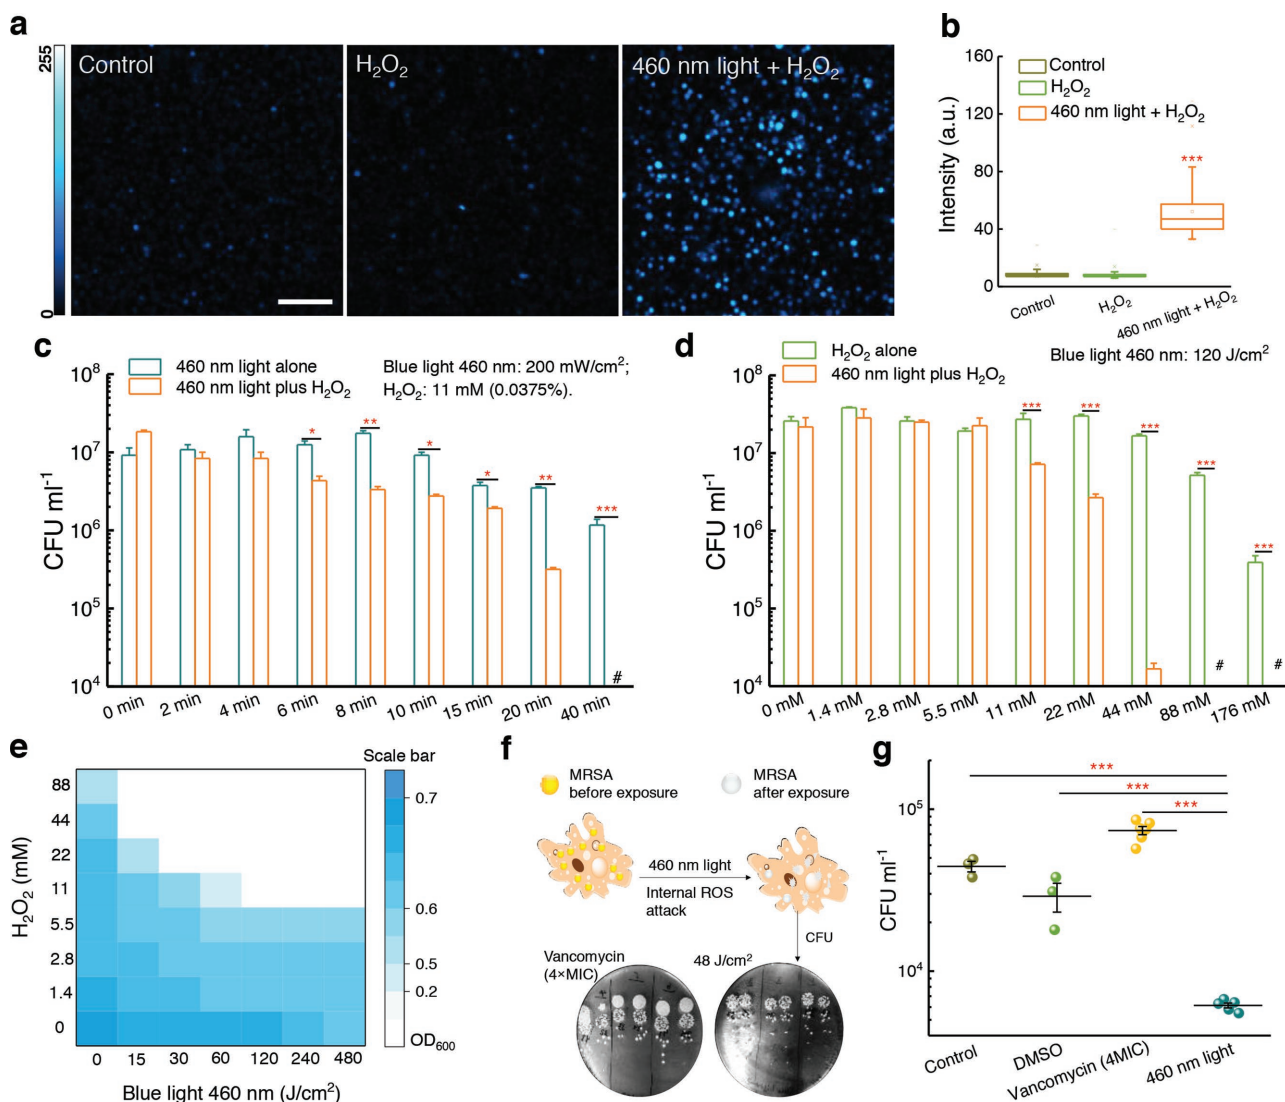 a
255
0
Control
H₂O₂
460 nm light + H₂O₂
b
Intensity (a.u.)
160
120
80
40
0
Control
H₂O₂
460 nm light + H₂O₂
***
Control
H₂O₂
460 nm light + H₂O₂
c
460 nm light alone
460 nm light plus H₂O₂
Blue light 460 nm: 200 mW/cm²;
H₂O₂: 11 mM (0.0375%).
CFU ml⁻¹
10⁸
10⁷
10⁶
10⁵
10⁴
*
**
*
*
**
***
#
0 min
2 min
4 min
6 min
8 min
10 min
15 min
20 min
40 min
d
H₂O₂ alone
460 nm light plus H₂O₂
Blue light 460 nm: 120 J/cm²
CFU ml⁻¹
10⁸
10⁷
10⁶
10⁵
10⁴
***
***
***
***
***
#
#
0 mM
1.4 mM
2.8 mM
5.5 mM
11 mM
22 mM
44 mM
88 mM
176 mM
e
H₂O₂ (mM)
88
44
22
11
5.5
2.8
1.4
0
0
15
30
60
120
240
480
Blue light 460 nm (J/cm²)
Scale bar
0.7
0.6
0.5
0.2
OD₆₀₀
f
MRSA
before exposure
MRSA
after exposure
460 nm light
Internal ROS
attack
CFU
Vancomycin
(4×MIC)
48 J/cm²
g
CFU ml⁻¹
10⁵
10⁴
***
***
***
Control
DMSO
Vancomycin (4MIC)
460 nm light